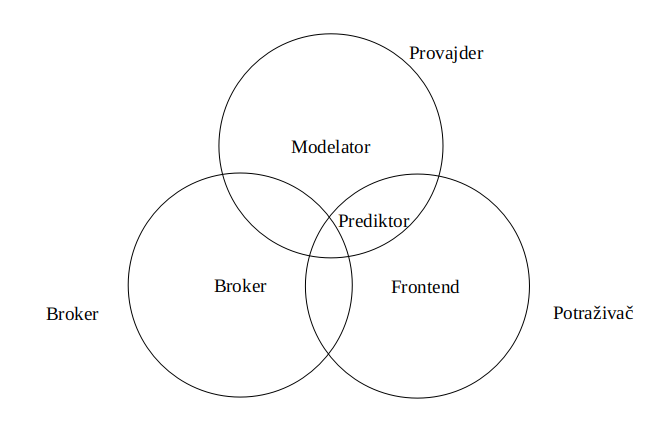 Provajder
Modelator
Prediktor
Broker
Frontend
Broker
Potraživač